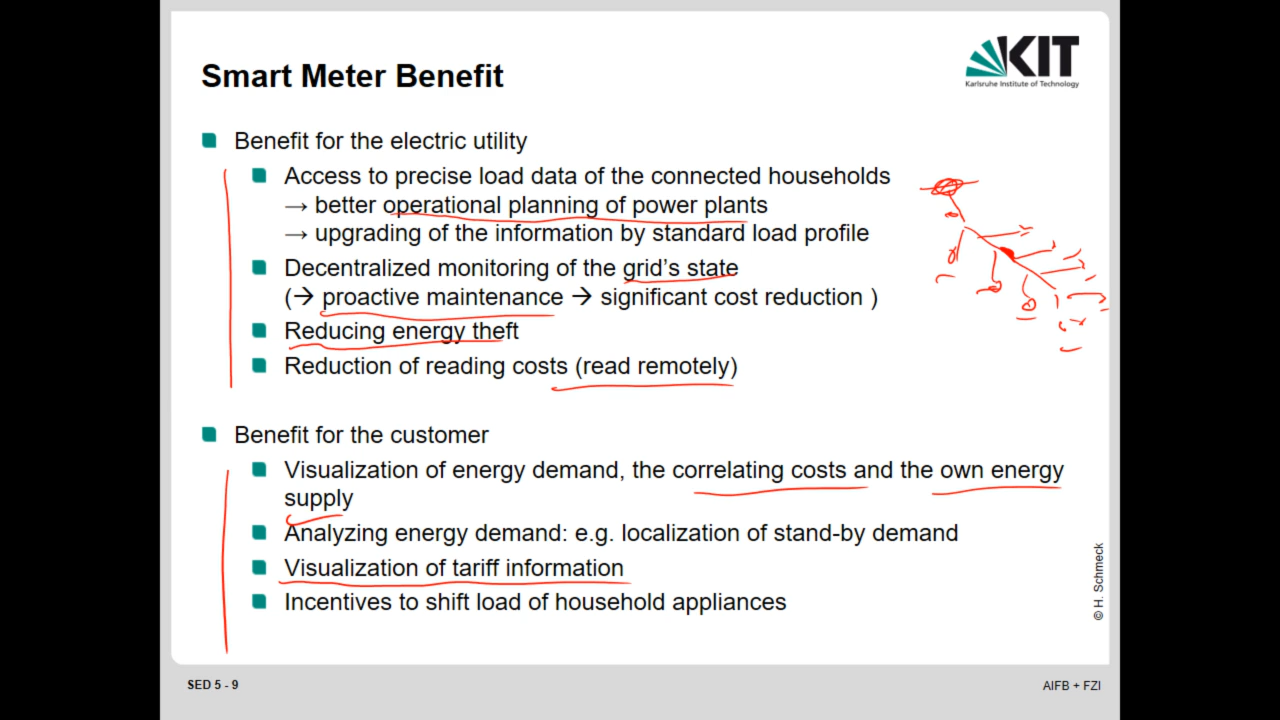 KIT
Karlsruhe Institute of Technology
Smart Meter Benefit
Benefit for the electric utility
Access to precise load data of the connected households
→ better operational planning of power plants
→ upgrading of the information by standard load profile
Decentralized monitoring of the grid's state
(→ proactive maintenance → significant cost reduction )
Reducing energy theft
Reduction of reading costs (read remotely)
Benefit for the customer
Visualization of energy demand, the correlating costs and the own energy
supply
Analyzing energy demand: e.g. localization of stand-by demand
Visualization of tariff information
Incentives to shift load of household appliances
© H. Schmeck
SED 5 - 9
AIFB + FZI